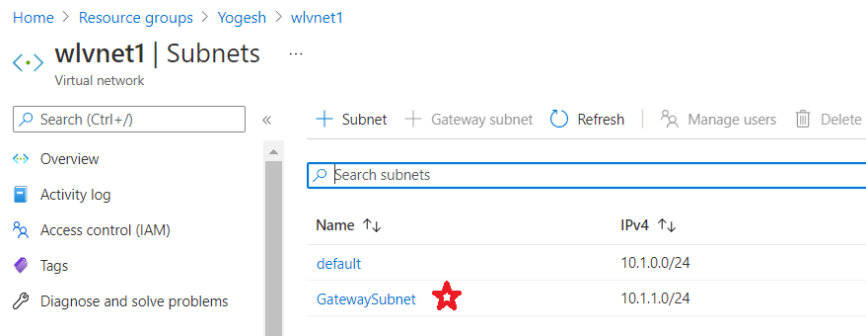 Home > Resource groups > Yogesh > wlvnet1
wlvnet1 | Subnets ...
Virtual network
Search (Ctrl+/) «
+ Subnet + Gateway subnet Refresh Manage users Delete
Overview
Activity log
Access control (IAM)
Tags
Diagnose and solve problems
Search subnets
Name ↑↓ IPv4 ↑↓
default 10.1.0.0/24
GatewaySubnet 10.1.1.0/24